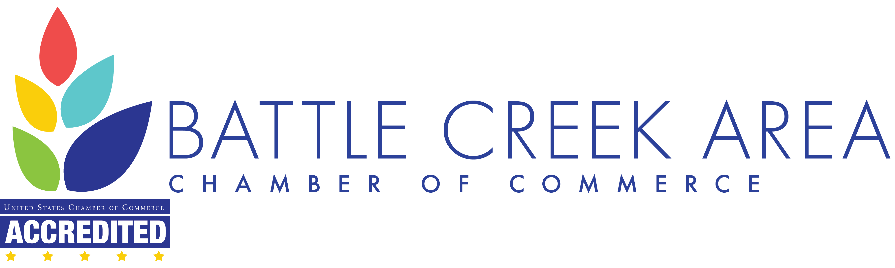 BATTLE CREEK AREA
CHAMBER OF COMMERCE
UNITED STATES CHAMBER OF COMMERCE
ACCREDITED